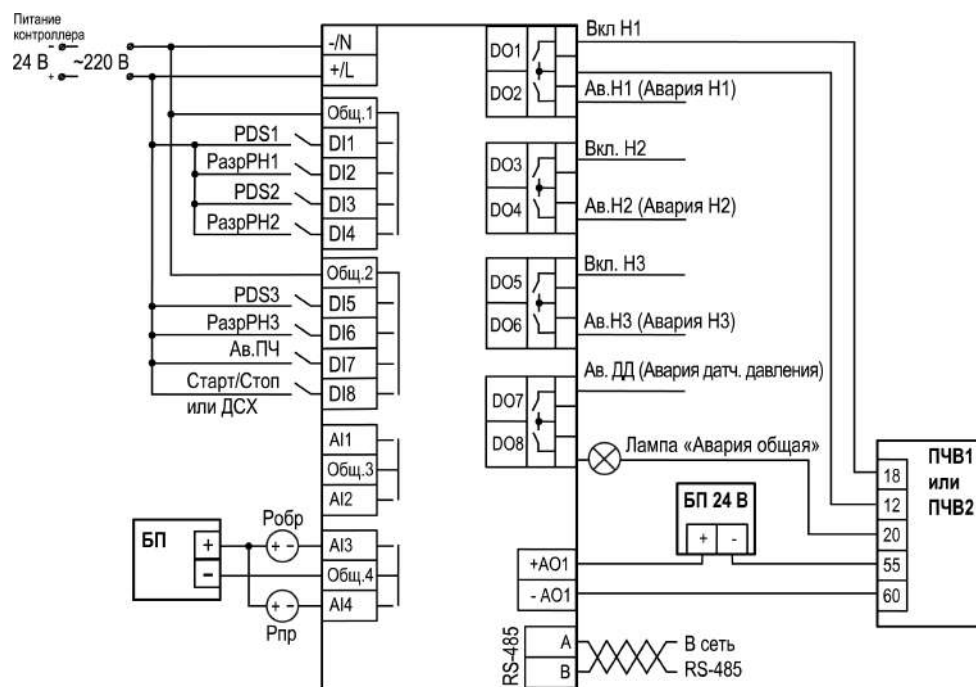 Питание
контроллера
- ~220 В
24 В
+
-/N
+/L
Общ.1
PDS1 DI1
РазрРН1 DI2
PDS2 DI3
РазрРН2 DI4
Общ.2
PDS3 DI5
РазрРН3 DI6
Ав.ПЧ DI7
Старт/Стоп DI8
или ДСХ
AI1
Общ.3
AI2
БП + -
Pобр + - AI3
Общ.4
Pпр + - AI4
DO1 Вкл Н1
DO2 Ав.Н1 (Авария Н1)
DO3 Вкл. Н2
DO4 Ав.Н2 (Авария Н2)
DO5 Вкл. Н3
DO6 Ав.Н3 (Авария Н3)
DO7 Ав. ДД (Авария датч. давления)
DO8 Лампа «Авария общая»
БП 24 В
+ -
+AO1
- AO1
RS-485
A В сеть
B RS-485
18 ПЧВ1
12 или
20 ПЧВ2
55
60